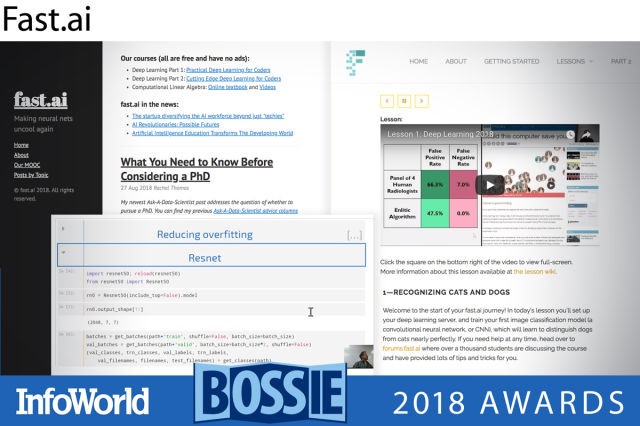 Fast.ai
fast.ai
Making neural nets
uncool again
Home
About
Our MOOC
Posts by Topic
© fast.ai 2018. All rights
reserved.
Our courses (all are free and have no ads):
Deep Learning Part 1: Practical Deep Learning for Coders
Deep Learning Part 2: Cutting Edge Deep Learning for Coders
Computational Linear Algebra: Online textbook and Videos
fast.ai in the news:
The startup diversifying the AI workforce beyond just "techies"
AI Revolutionaries: Possible Futures
Artificial Intelligence Education Transforms The Developing World
What You Need to Know Before
Considering a PhD
27 Aug 2018 Rachel Thomas
My newest Ask-A-Data-Scientist post addresses the question of whether to
pursue a PhD. You can find my previous Ask-A-Data-Scientist advice columns
Reducing overfitting
[...]
Resnet
import resnet50; reload(resnet50)
from resnet50 import Resnet50
rn0 = Resnet50(include_top=False).model
rn0.output_shape[1:]
(2048, 7, 7)
batches = get_batches(path+'train', shuffle=False, batch_size=batch_size)
val_batches = get_batches(path+'valid', batch_size=batch_size*2, shuffle=False)
(val_classes, trn_classes, val_labels, trn_labels,
val_filenames, filenames, test_filenames) = get_classes(path)
HOME
ABOUT
GETTING STARTED
LESSONS
PART 2
Lesson:
Lesson 1: Deep Learning 2018
this computer save you
False
Positive
Rate
False
Negative
Rate
Panel of 4
Human
Radiologists
66.3%
7.0%
Enlitic
Algorithm
47.5%
0.0%
Click the square on the bottom right of the video to view full-screen.
More information about this lesson available at the lesson wiki.
1—RECOGNIZING CATS AND DOGS
Welcome to the start of your fast.ai journey! In today's lesson you'll set up
your deep learning server, and train your first image classification model (a
convolutional neural network, or CNN), which will learn to distinguish dogs
from cats nearly perfectly. If you need help at any time, head over to
forums.fast.ai where over a thousand students are discussing the course
and have provided lots of tips and tricks for you.
InfoWorld
BOSSIE
2018 AWARDS